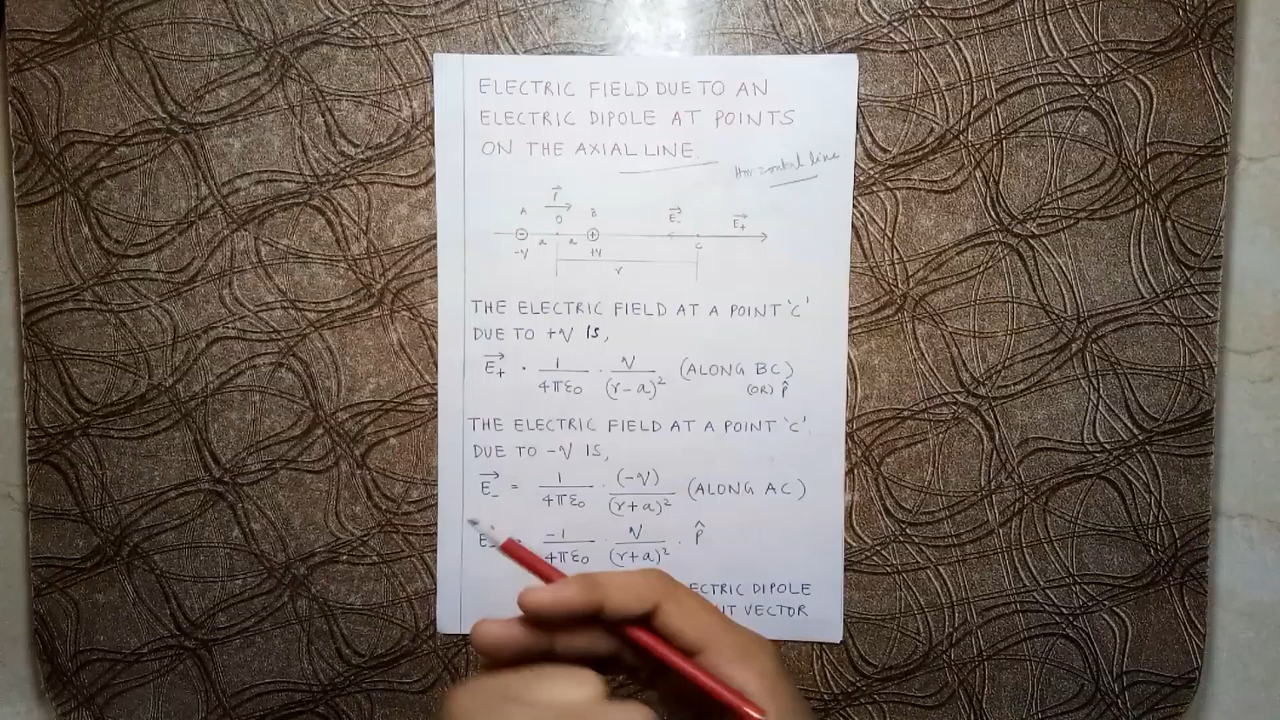 ELECTRIC FIELD DUE TO AN
ELECTRIC DIPOLE AT POINTS
ON THE AXIAL LINE.
Horizontal line
A O B E₋ E₊
a a C
-q +q
r
THE ELECTRIC FIELD AT A POINT 'C'
DUE TO +q IS,
E₊ · 1/4πε₀ · q/(r-a)² (ALONG BC)
(OR) p̂
THE ELECTRIC FIELD AT A POINT 'C'.
DUE TO -q IS,
E₋ = 1/4πε₀ · (-q)/(r+a)² (ALONG AC)
-1/4πε₀ · q/(r+a)² · p̂
DIPOLE
VECTOR